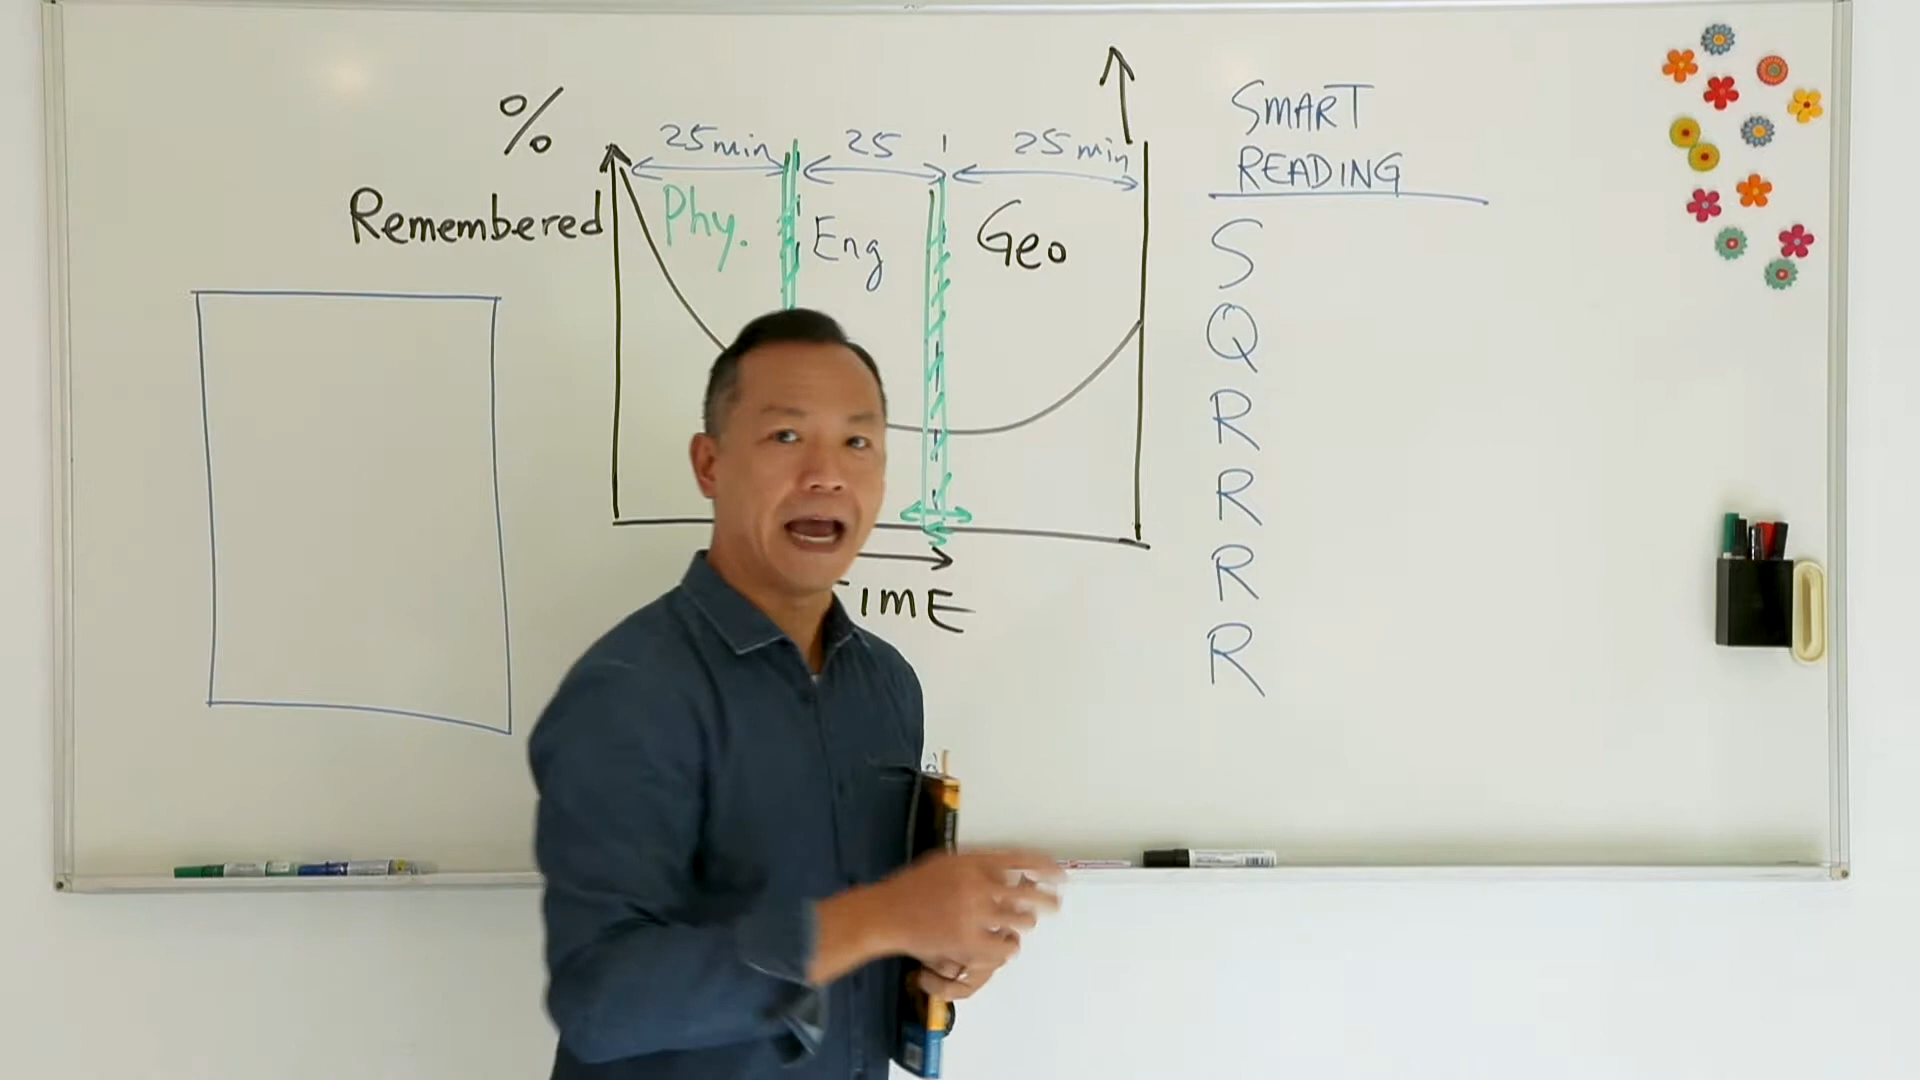 %
Remembered
25min
25
25min
Phy.
Eng
Geo
TIME
SMART
READING
S
Q
R
R
R
R